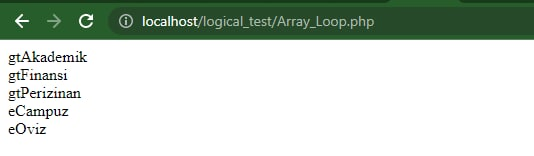 localhost/logical_test/Array_Loop.php
gtAkademik
gtFinansi
gtPerizinan
eCampuz
eOviz